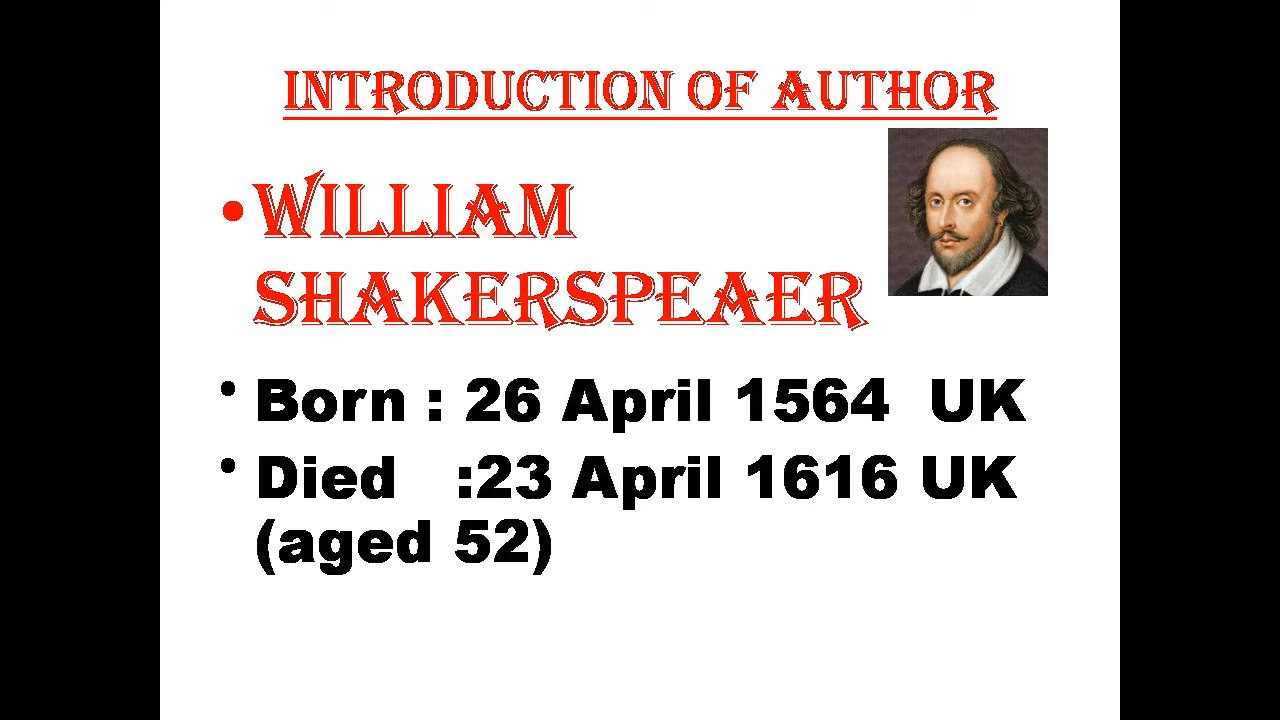 INTRODUCTION OF AUTHOR
• WILLIAM
SHAKERSPEAER
• Born : 26 April 1564 UK
• Died :23 April 1616 UK
(aged 52)